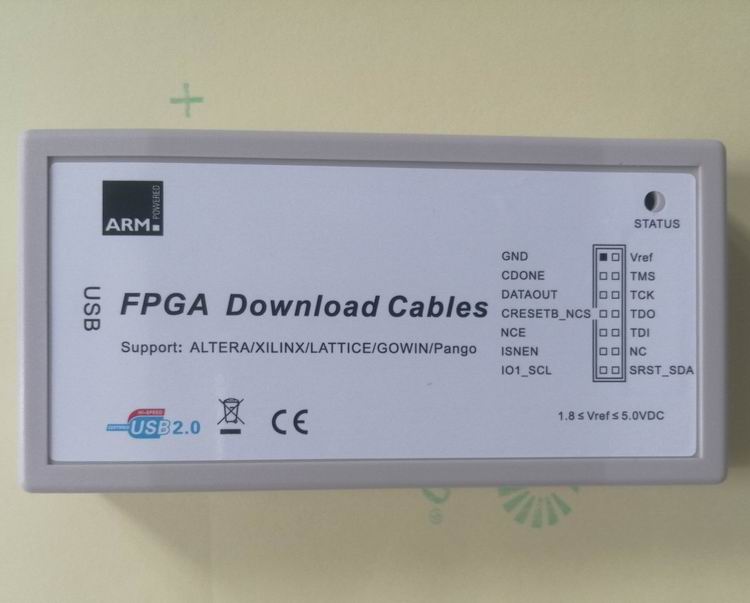 ARM POWERED
STATUS
USB
FPGA Download Cables
Support: ALTERA/XILINX/LATTICE/GOWIN/Pango
GND Vref
CDONE TMS
DATAOUT TCK
CRESETB_NCS TDO
NCE TDI
ISNEN NC
IO1_SCL SRST_SDA
HI-SPEED
CERTIFIED USB 2.0
CE
1.8 ≤ Vref ≤ 5.0VDC